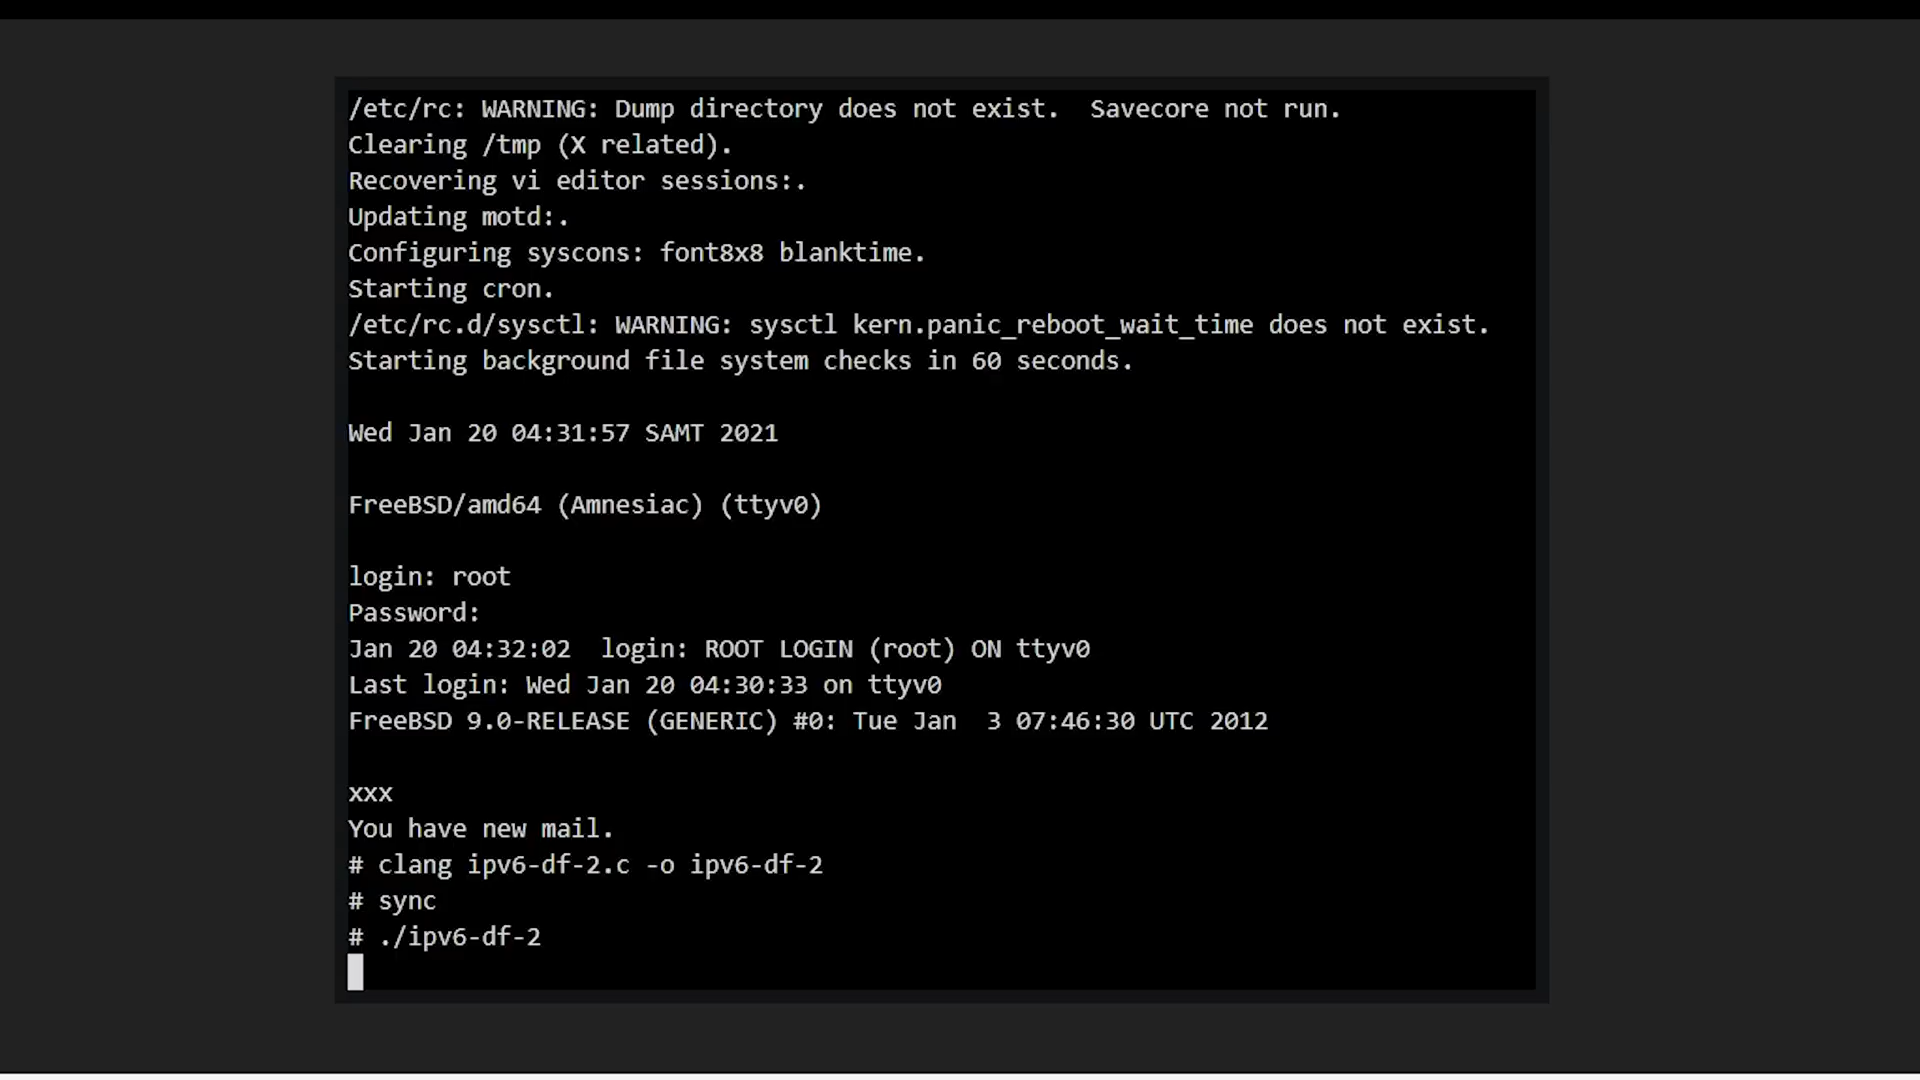 /etc/rc: WARNING: Dump directory does not exist.  Savecore not run.
Clearing /tmp (X related).
Recovering vi editor sessions:.
Updating motd:.
Configuring syscons: font8x8 blanktime.
Starting cron.
/etc/rc.d/sysctl: WARNING: sysctl kern.panic_reboot_wait_time does not exist.
Starting background file system checks in 60 seconds.
Wed Jan 20 04:31:57 SAMT 2021
FreeBSD/amd64 (Amnesiac) (ttyv0)
login: root
Password:
Jan 20 04:32:02  login: ROOT LOGIN (root) ON ttyv0
Last login: Wed Jan 20 04:30:33 on ttyv0
FreeBSD 9.0-RELEASE (GENERIC) #0: Tue Jan  3 07:46:30 UTC 2012
xxx
You have new mail.
# clang ipv6-df-2.c -o ipv6-df-2
# sync
# ./ipv6-df-2